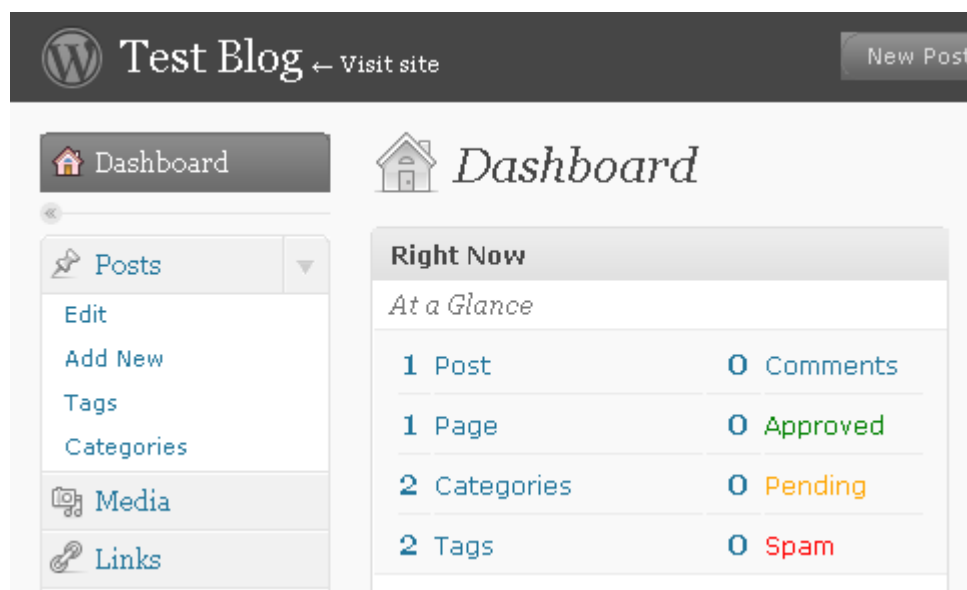 Test Blog ← Visit site
New Post
Dashboard
Posts
Edit
Add New
Tags
Categories
Media
Links
Dashboard
Right Now
At a Glance
1 Post 0 Comments
1 Page 0 Approved
2 Categories 0 Pending
2 Tags 0 Spam